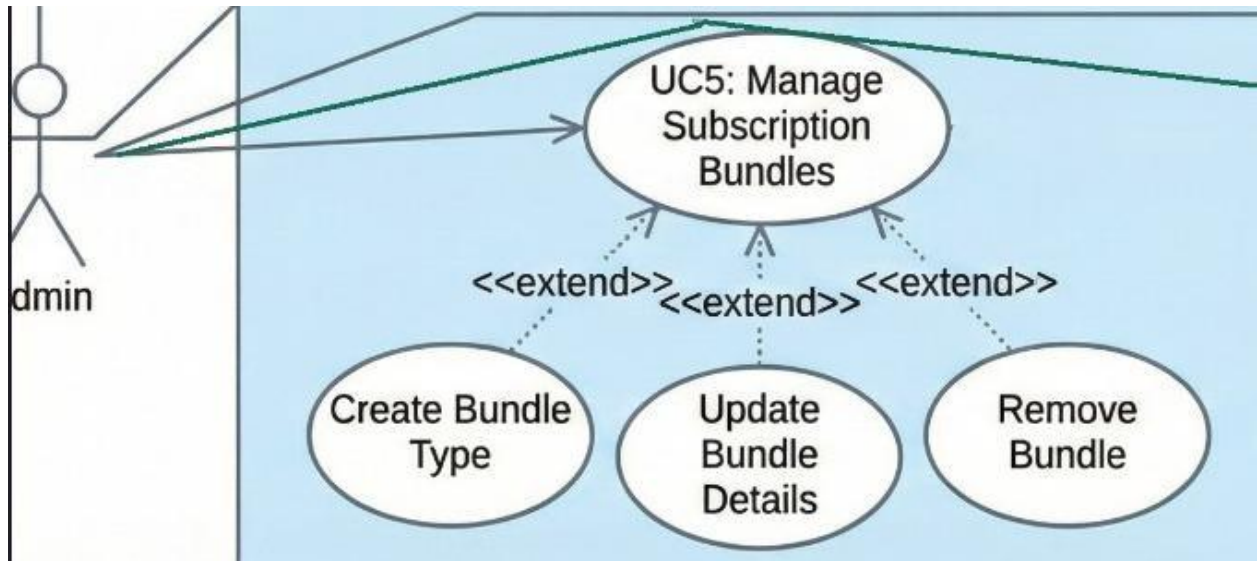 UC5: Manage
Subscription
Bundles
<<extend>>
<<extend>>
<<extend>>
dmin
Create Bundle
Type
Update
Bundle
Details
Remove
Bundle